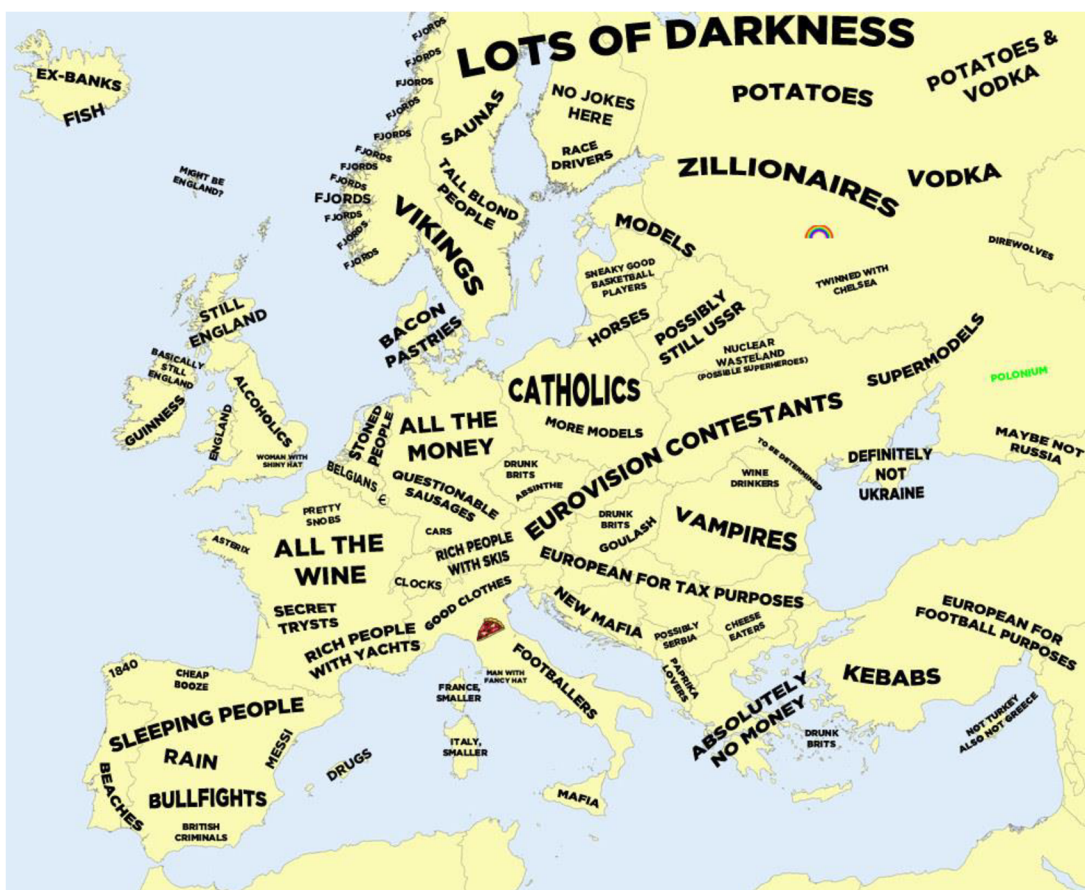 LOTS OF DARKNESS
EX-BANKS
FISH
MIGHT BE
ENGLAND?
FJORDS
FJORDS
FJORDS
FJORDS
FJORDS
FJORDS
FJORDS
FJORDS
FJORDS
FJORDS
FJORDS
FJORDS
SAUNAS
TALL BLOND
PEOPLE
VIKINGS
NO JOKES
HERE
RACE
DRIVERS
POTATOES
POTATOES &
VODKA
ZILLIONAIRES
VODKA
DIREWOLVES
TWINNED WITH
CHELSEA
MODELS
SNEAKY GOOD
BASKETBALL
PLAYERS
HORSES
POSSIBLY
STILL USSR
NUCLEAR
WASTELAND
(POSSIBLE SUPERHEROES)
SUPERMODELS
POLONIUM
STILL
ENGLAND
BASICALLY
STILL
ENGLAND
GUINNESS
ENGLAND
ALCOHOLICS
WOMAN WITH
SHINY HAT
BACON
PASTRIES
STONED
PEOPLE
BELGIANS
€
ALL THE
MONEY
QUESTIONABLE
SAUSAGES
CATHOLICS
MORE MODELS
DRUNK
BRITS
ABSINTHE
EUROVISION CONTESTANTS
TO BE DETERMINED
WINE
DRINKERS
DEFINITELY
NOT
UKRAINE
MAYBE NOT
RUSSIA
PRETTY
SNOBS
ASTERIX
ALL THE
WINE
SECRET
TRYSTS
RICH PEOPLE
WITH YACHTS
CARS
RICH PEOPLE
WITH SKIS
CLOCKS
GOOD CLOTHES
DRUNK
BRITS
GOULASH
VAMPIRES
EUROPEAN FOR TAX PURPOSES
NEW MAFIA
POSSIBLY
SERBIA
CHEESE
EATERS
PAPRIKA
LOVERS
ABSOLUTELY
NO MONEY
DRUNK
BRITS
KEBABS
EUROPEAN FOR
FOOTBALL PURPOSES
NOT TURKEY
ALSO NOT GREECE
FOOTBALLERS
MAN WITH
FANCY HAT
FRANCE,
SMALLER
ITALY,
SMALLER
MAFIA
1840
CHEAP
BOOZE
SLEEPING PEOPLE
RAIN
MESSI
BULLFIGHTS
BEACHES
BRITISH
CRIMINALS
DRUGS